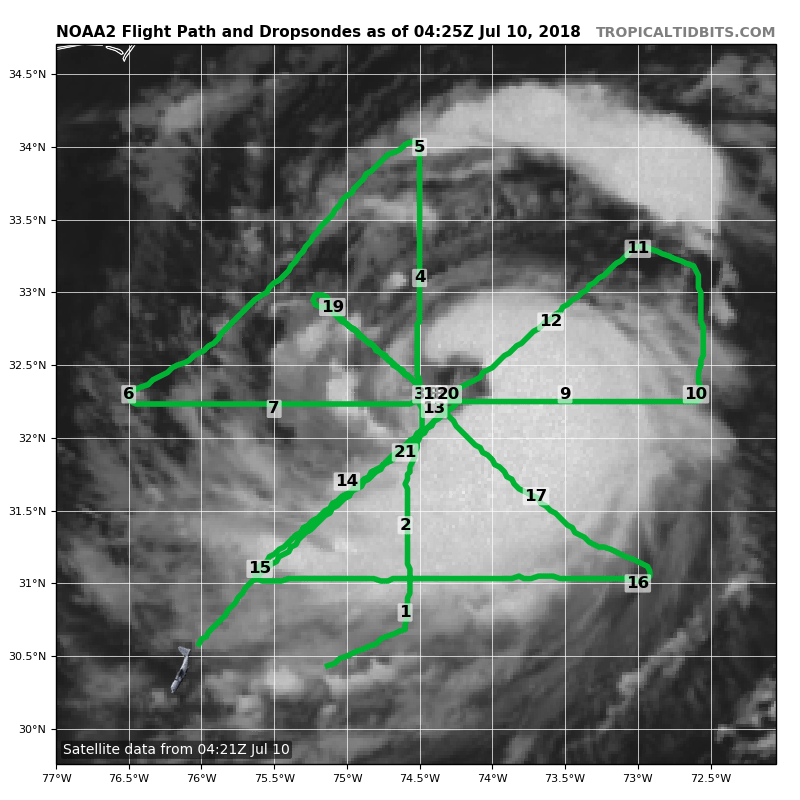 NOAA2 Flight Path and Dropsondes as of 04:25Z Jul 10, 2018 TROPICALTIDBITS.COM
34.5°N
34°N
5
33.5°N
11
33°N
4
19
12
32.5°N
6
7
13
20
9
10
32°N
21
14
31.5°N
17
2
15
31°N
16
1
30.5°N
30°N
Satellite data from 04:21Z Jul 10
77°W 76.5°W 76°W 75.5°W 75°W 74.5°W 74°W 73.5°W 73°W 72.5°W